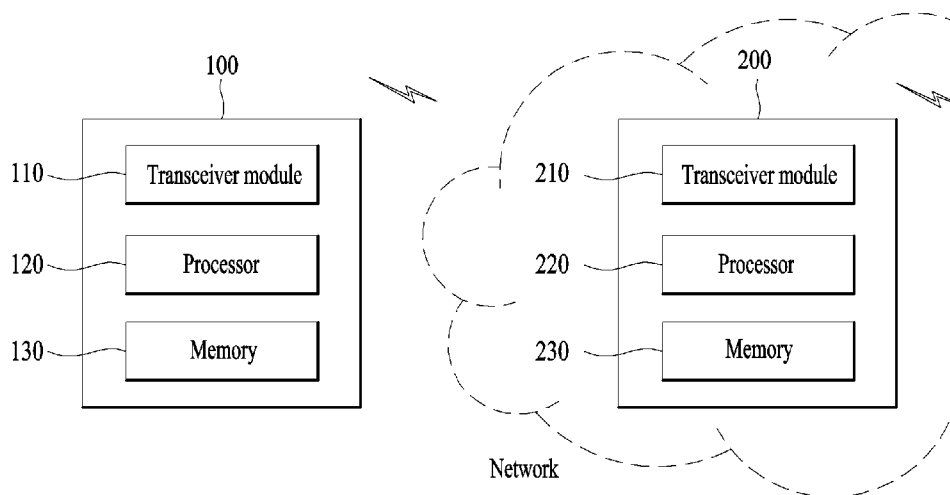 100
200
110
Transceiver module
210
Transceiver module
120
Processor
220
Processor
130
Memory
230
Memory
Network